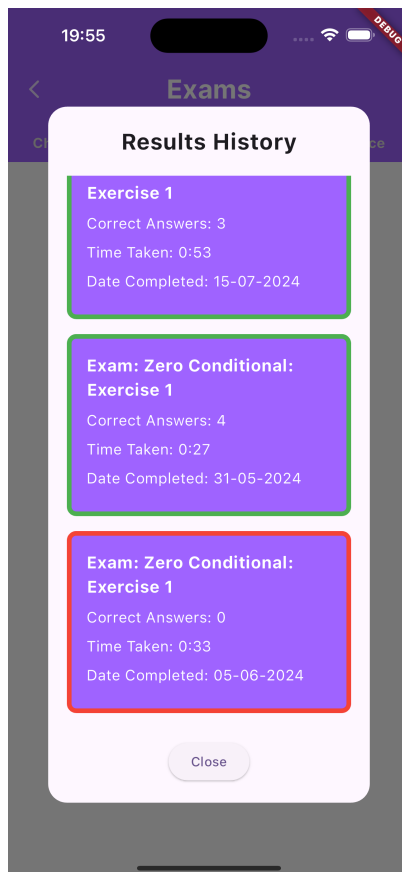 19:55
DEBUG
Exams
Ch
ce
Results History
Exercise 1
Correct Answers: 3
Time Taken: 0:53
Date Completed: 15-07-2024
Exam: Zero Conditional:
Exercise 1
Correct Answers: 4
Time Taken: 0:27
Date Completed: 31-05-2024
Exam: Zero Conditional:
Exercise 1
Correct Answers: 0
Time Taken: 0:33
Date Completed: 05-06-2024
Close